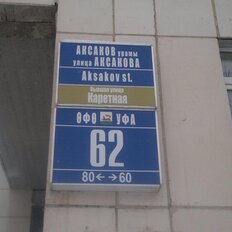 АКСАКОВ урамы
улица АКСАКОВА
Aksakov st.
Бывшая улица
Каретная
ӨФӨ УФА
62
80 ← → 60